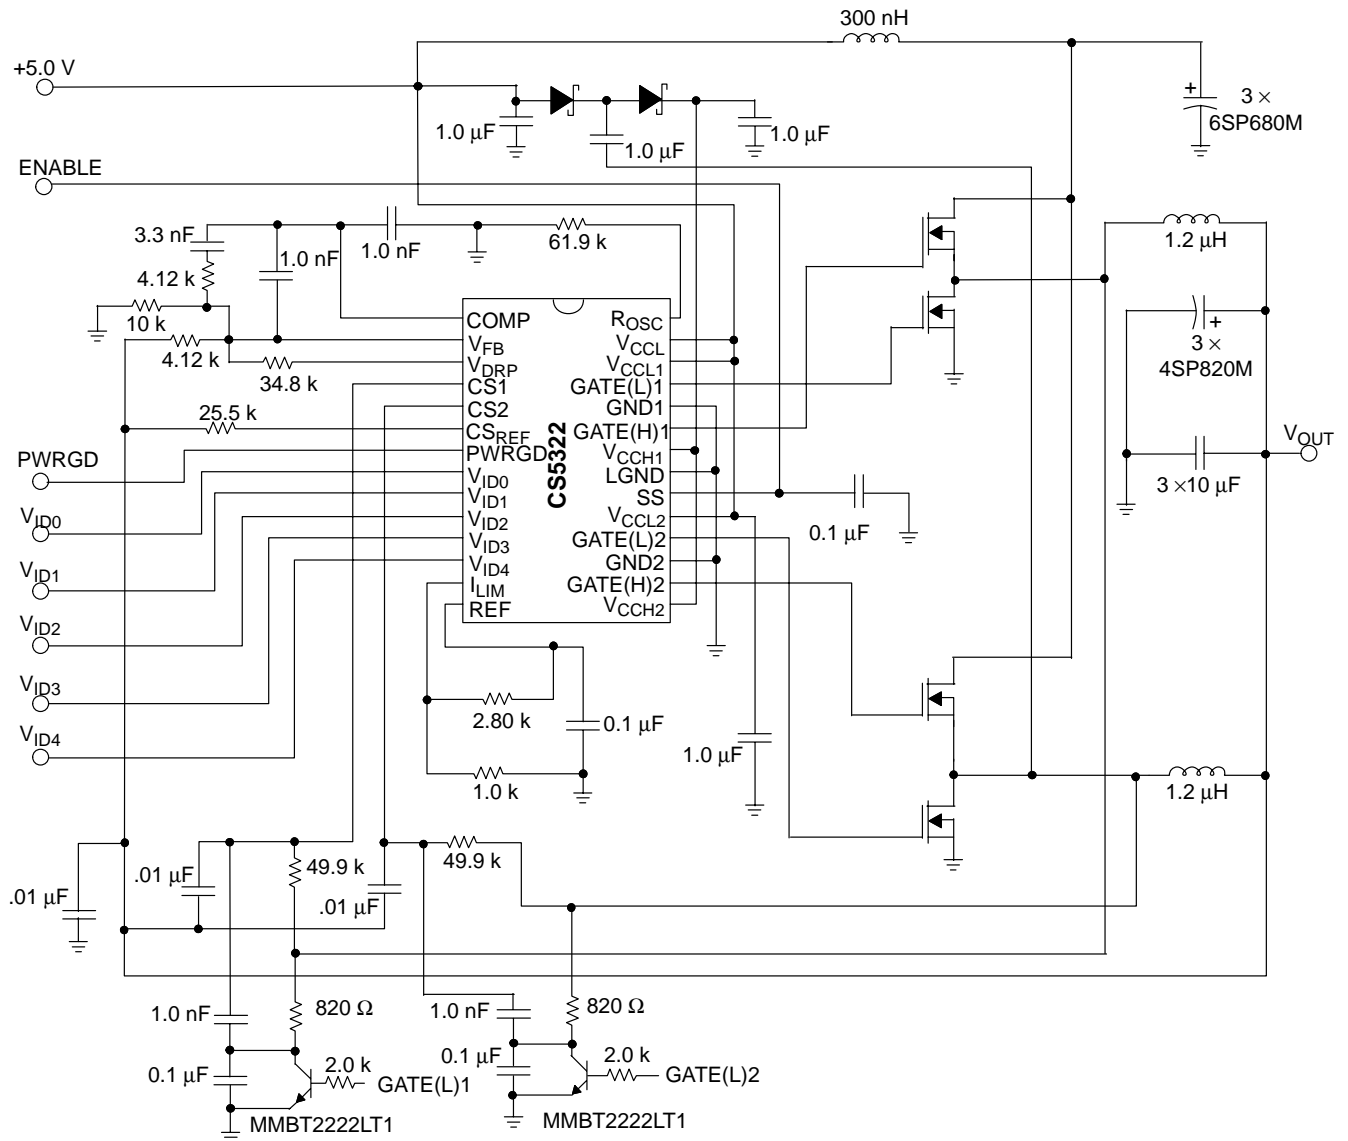 300 nH
+5.0 V
3 ×
6SP680M
1.0 μF
1.0 μF
1.0 μF
ENABLE
3.3 nF
1.0 nF
1.0 nF
61.9 k
1.2 μH
4.12 k
10 k
4.12 k
34.8 k
25.5 k
COMP
VFB
VDRP
CS1
CS2
CSREF
PWRGD
VID0
VID1
VID2
VID3
VID4
ILIM
REF
CS5322
ROSC
VCCL
VCCL1
GATE(L)1
GND1
GATE(H)1
VCCH1
LGND
SS
VCCL2
GATE(L)2
GND2
GATE(H)2
VCCH2
3 ×
4SP820M
VOUT
3 ×10 μF
0.1 μF
PWRGD
VID0
VID1
VID2
VID3
VID4
2.80 k
0.1 μF
1.0 k
1.0 μF
1.2 μH
.01 μF
.01 μF
49.9 k
.01 μF
49.9 k
1.0 nF
820 Ω
1.0 nF
820 Ω
0.1 μF
2.0 k
GATE(L)1
MMBT2222LT1
0.1 μF
2.0 k
GATE(L)2
MMBT2222LT1